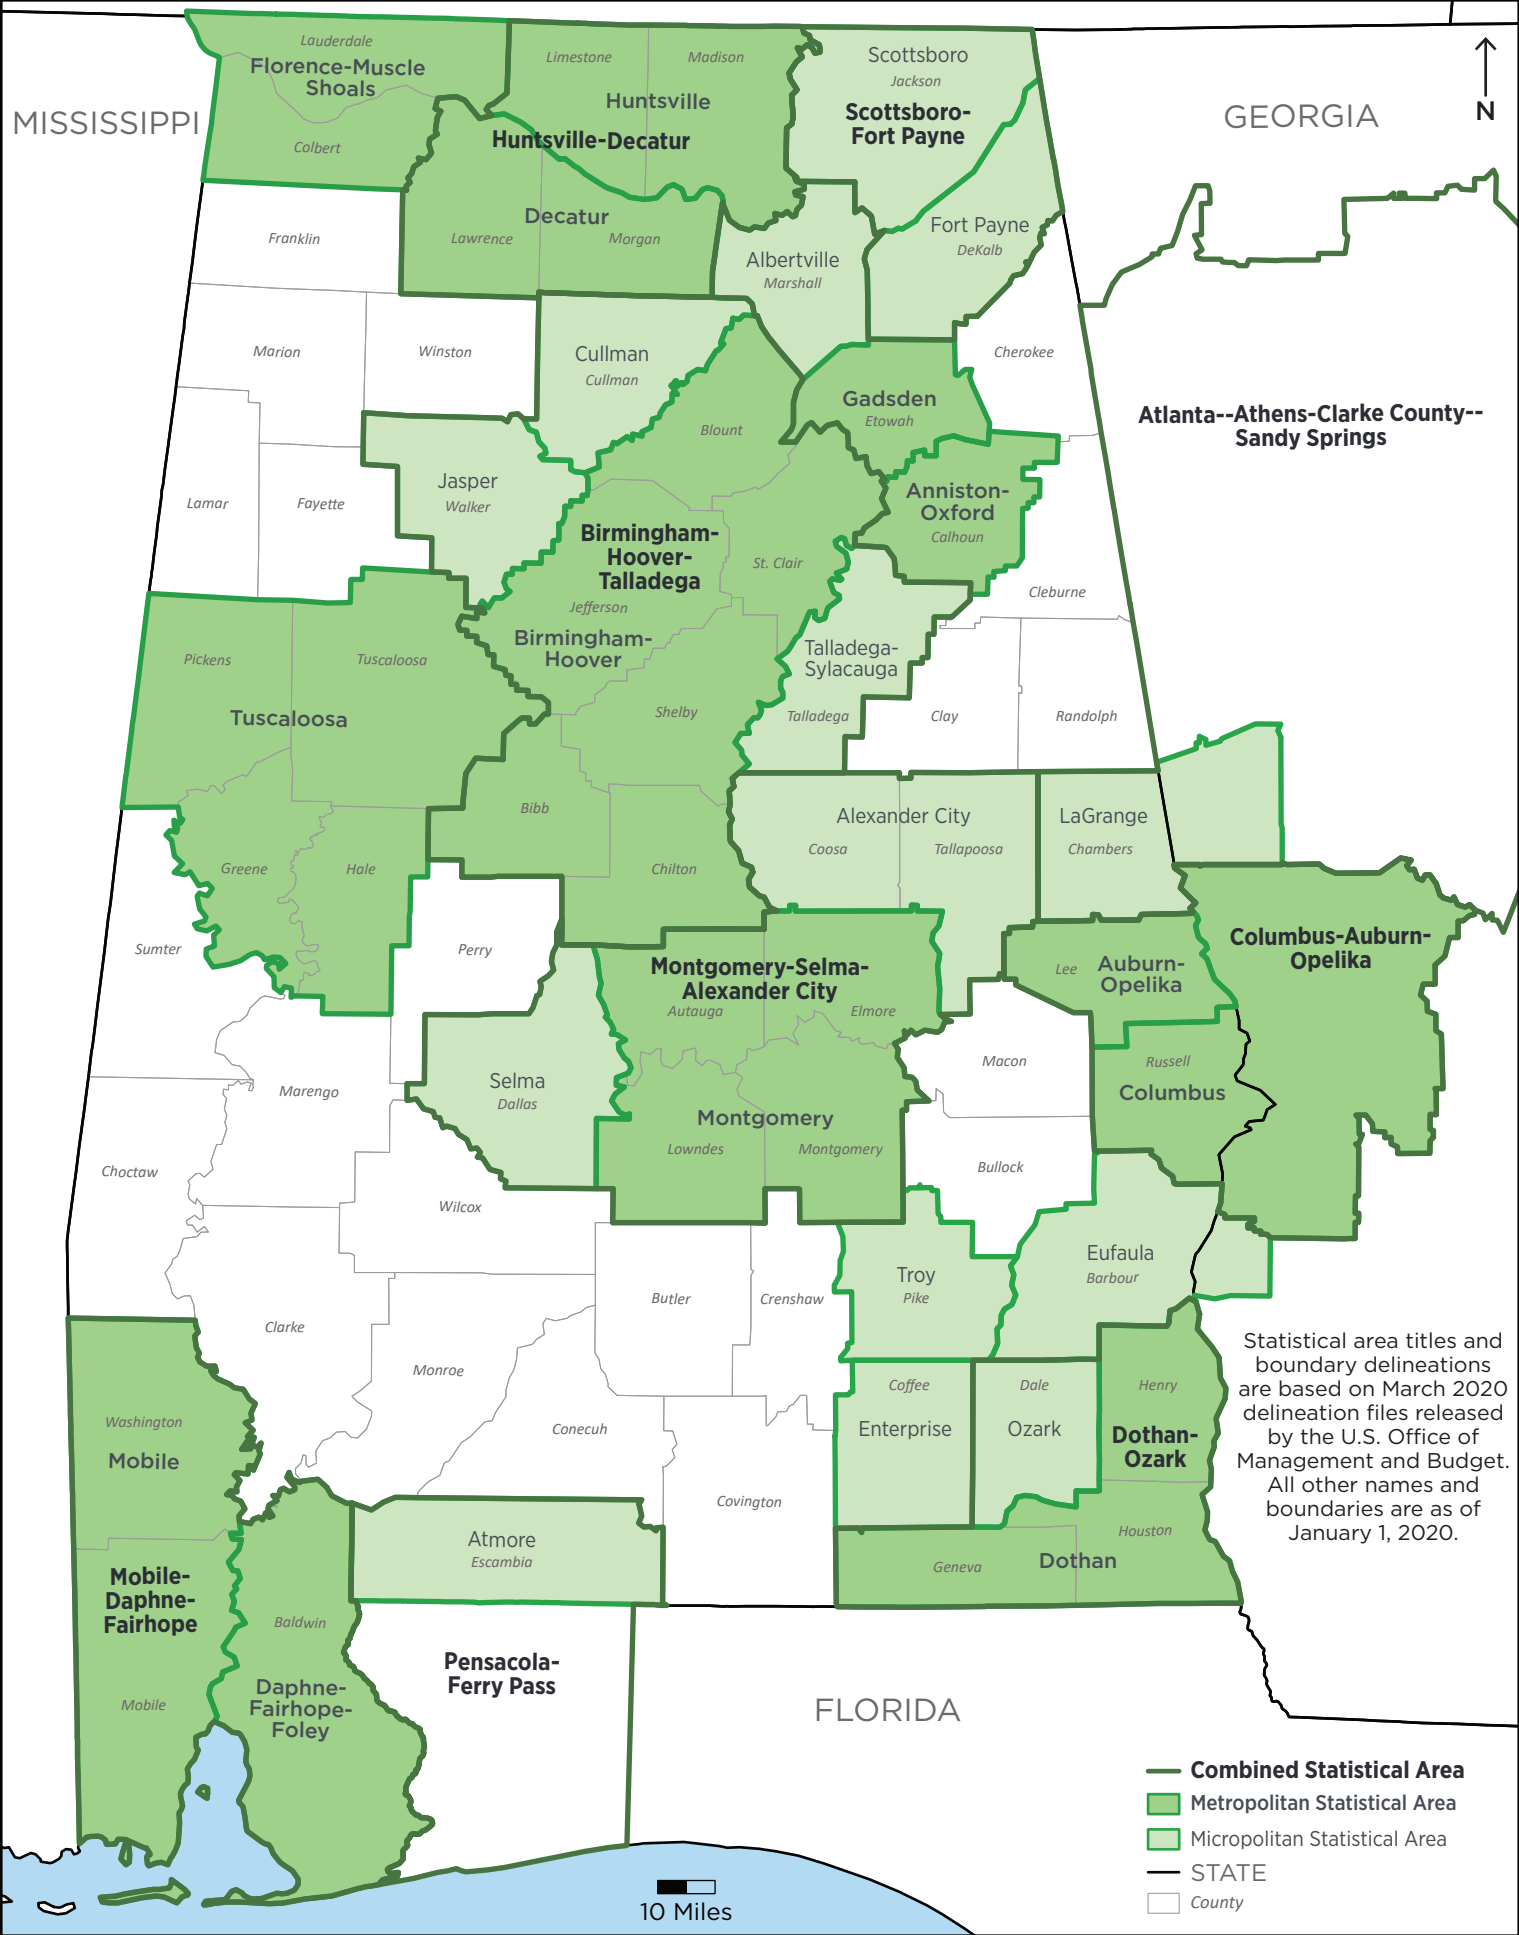 Lauderdale
Florence-Muscle
Shoals
Colbert
Limestone
Madison
Huntsville
Huntsville-Decatur
Scottsboro
Jackson
Scottsboro-
Fort Payne
MISSISSIPPI
GEORGIA
N
Decatur
Lawrence
Morgan
Franklin
Albertville
Marshall
Fort Payne
DeKalb
Marion
Winston
Cullman
Cullman
Cherokee
Gadsden
Etowah
Blount
Atlanta--Athens-Clarke County--
Sandy Springs
Lamar
Fayette
Jasper
Walker
Anniston-
Oxford
Calhoun
Birmingham-
Hoover-
Talladega
St. Clair
Jefferson
Birmingham-
Hoover
Cleburne
Talladega-
Sylacauga
Talladega
Pickens
Tuscaloosa
Tuscaloosa
Shelby
Clay
Randolph
Bibb
Chilton
Greene
Hale
Alexander City
Coosa
Tallapoosa
LaGrange
Chambers
Sumter
Perry
Montgomery-Selma-
Alexander City
Autauga
Elmore
Lee
Auburn-
Opelika
Columbus-Auburn-
Opelika
Marengo
Selma
Dallas
Macon
Russell
Columbus
Montgomery
Lowndes
Montgomery
Choctaw
Bullock
Wilcox
Eufaula
Barbour
Troy
Pike
Clarke
Butler
Crenshaw
Monroe
Conecuh
Coffee
Enterprise
Dale
Ozark
Henry
Dothan-
Ozark
Washington
Mobile
Covington
Atmore
Escambia
Houston
Geneva
Dothan
Statistical area titles and
boundary delineations
are based on March 2020
delineation files released
by the U.S. Office of
Management and Budget.
All other names and
boundaries are as of
January 1, 2020.
Mobile-
Daphne-
Fairhope
Baldwin
Mobile
Daphne-
Fairhope-
Foley
Pensacola-
Ferry Pass
FLORIDA
Combined Statistical Area
Metropolitan Statistical Area
Micropolitan Statistical Area
STATE
County
10 Miles